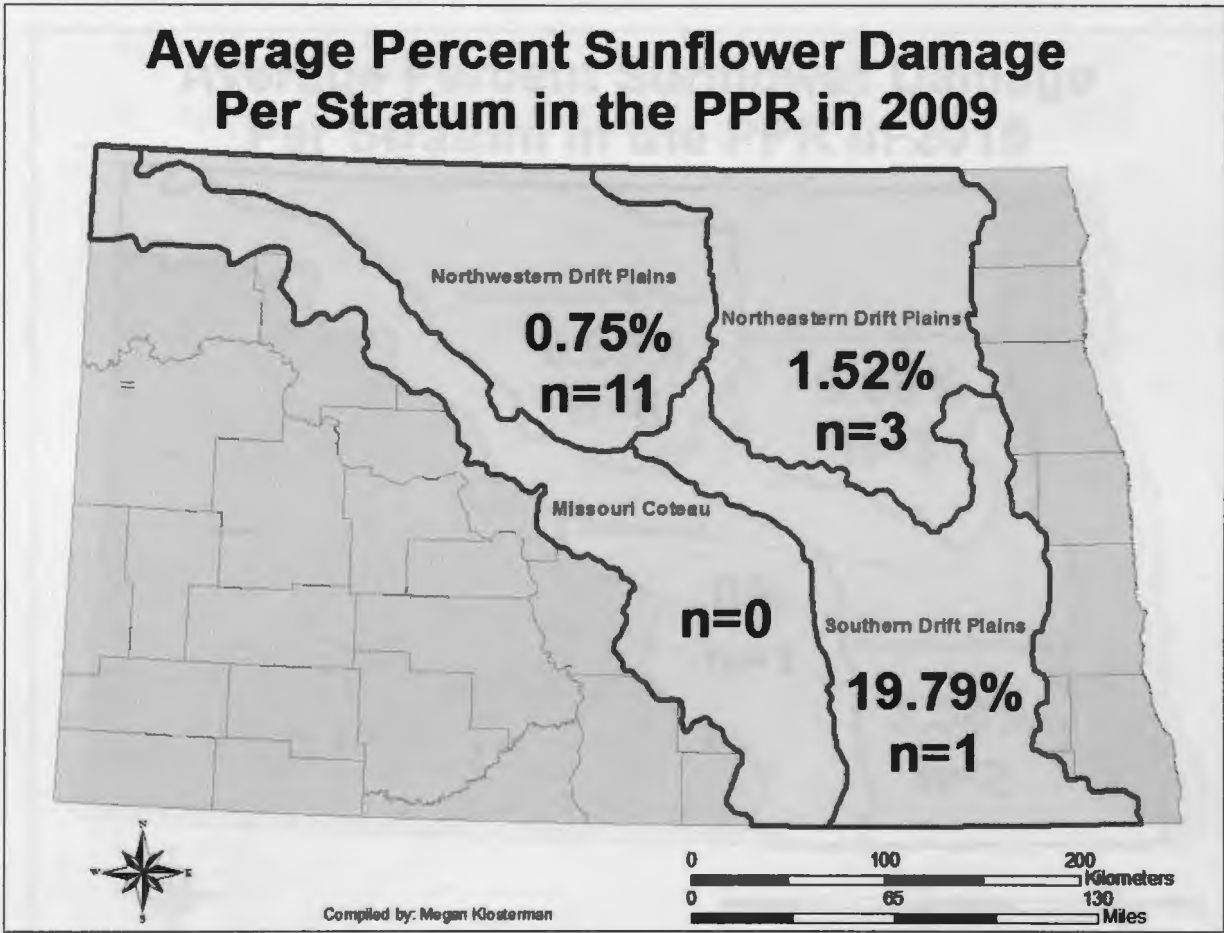 Average Percent Sunflower Damage
Per Stratum in the PPR in 2009
Northwestern Drift Plains
0.75%
n=11
Northeastern Drift Plains
1.52%
n=3
Missouri Coteau
n=0
Southern Drift Plains
19.79%
n=1
N
W E
S
Compiled by: Megan Klosterman
0 100 200
Kilometers
0 65 130
Miles